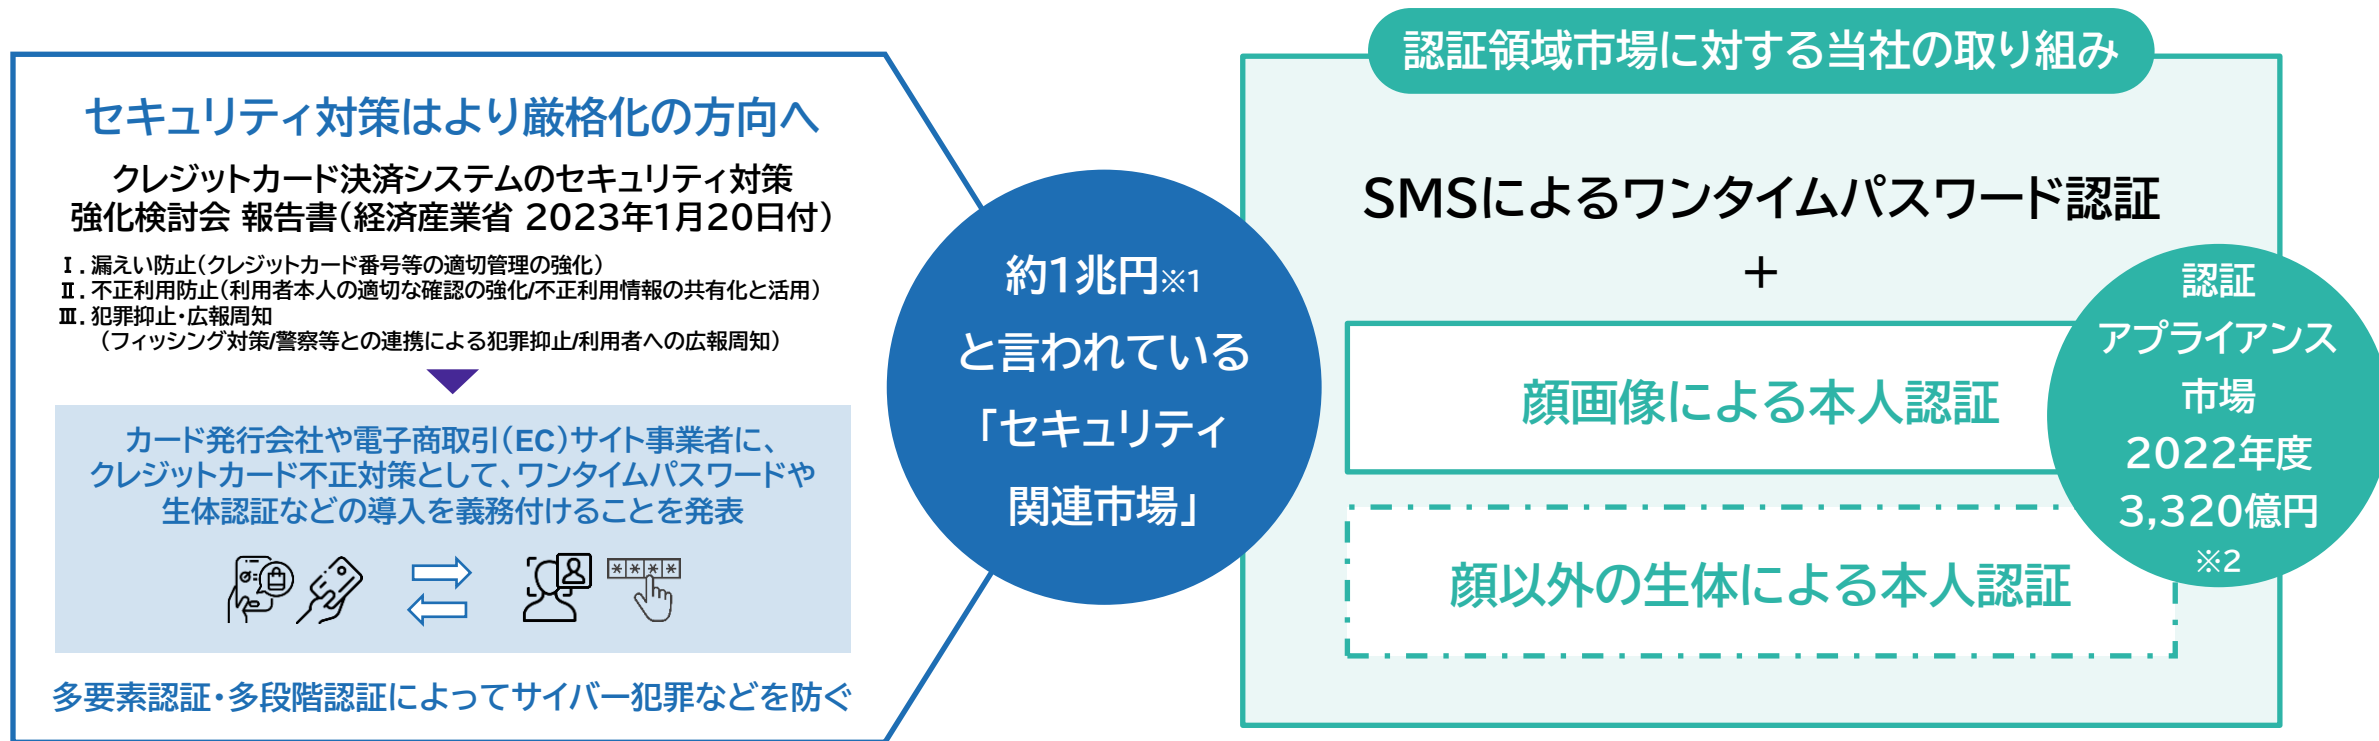 セキュリティ対策はより厳格化の方向へ
クレジットカード決済システムのセキュリティ対策
強化検討会 報告書(経済産業省 2023年1月20日付)
Ⅰ.漏えい防止(クレジットカード番号等の適切管理の強化)
Ⅱ.不正利用防止(利用者本人の適切な確認の強化/不正利用情報の共有化と活用)
Ⅲ.犯罪抑止・広報周知
(フィッシング対策/警察等との連携による犯罪抑止/利用者への広報周知)
カード発行会社や電子商取引(EC)サイト事業者に、
クレジットカード不正対策として、ワンタイムパスワードや
生体認証などの導入を義務付けることを発表
****
多要素認証・多段階認証によってサイバー犯罪などを防ぐ
約1兆円※1
と言われている
「セキュリティ
関連市場」
認証領域市場に対する当社の取り組み
SMSによるワンタイムパスワード認証
+
顔画像による本人認証
顔以外の生体による本人認証
認証
アプライアンス
市場
2022年度
3,320億円
※2